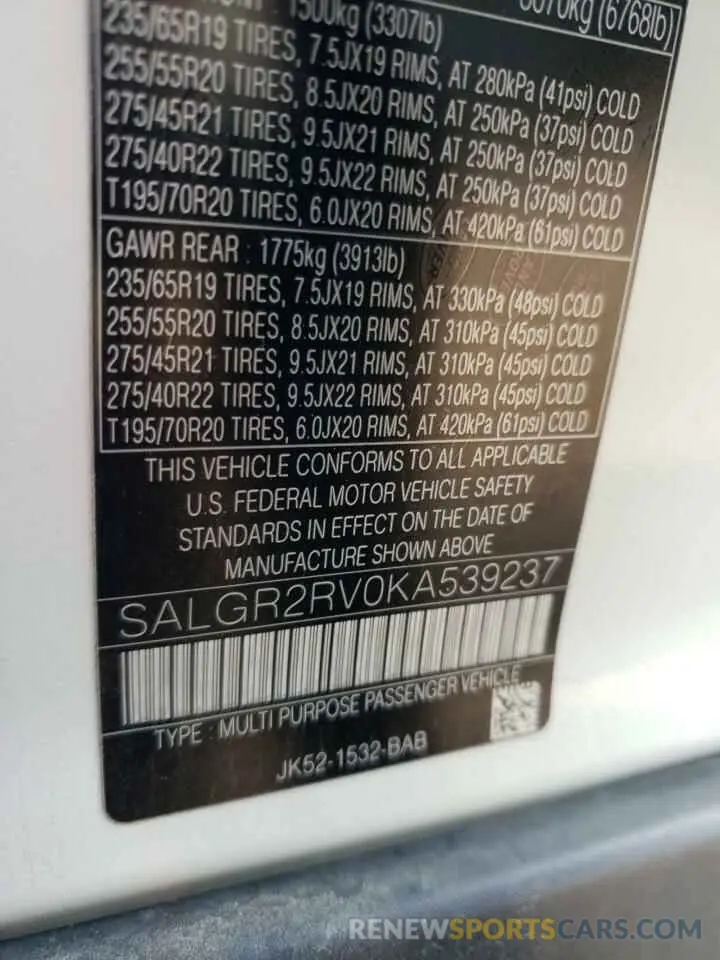 1500kg (3307lb)
(6768lb)
235/65R19 TIRES, 7.5JX19 RIMS, AT 280kPa (41psi) COLD
255/55R20 TIRES, 8.5JX20 RIMS, AT 250kPa (37psi) COLD
275/45R21 TIRES, 9.5JX21 RIMS, AT 250kPa (37psi) COLD
275/40R22 TIRES, 9.5JX22 RIMS, AT 250kPa (37psi) COLD
T195/70R20 TIRES, 6.0JX20 RIMS, AT 420kPa (61psi) COLD
GAWR REAR : 1775kg (3913lb)
235/65R19 TIRES, 7.5JX19 RIMS, AT 330kPa (48psi) COLD
255/55R20 TIRES, 8.5JX20 RIMS, AT 310kPa (45psi) COLD
275/45R21 TIRES, 9.5JX21 RIMS, AT 310kPa (45psi) COLD
275/40R22 TIRES, 9.5JX22 RIMS, AT 310kPa (45psi) COLD
T195/70R20 TIRES, 6.0JX20 RIMS, AT 420kPa (61psi) COLD
THIS VEHICLE CONFORMS TO ALL APPLICABLE
U.S. FEDERAL MOTOR VEHICLE SAFETY
STANDARDS IN EFFECT ON THE DATE OF
MANUFACTURE SHOWN ABOVE
SALGR2RV0KA539237
TYPE : MULTI PURPOSE PASSENGER VEHICLE
JK52-1532-BAB
RENEWSPORTSCARS.COM